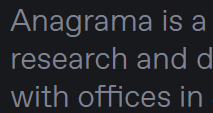 Anagrama is a
research and d
with offices in